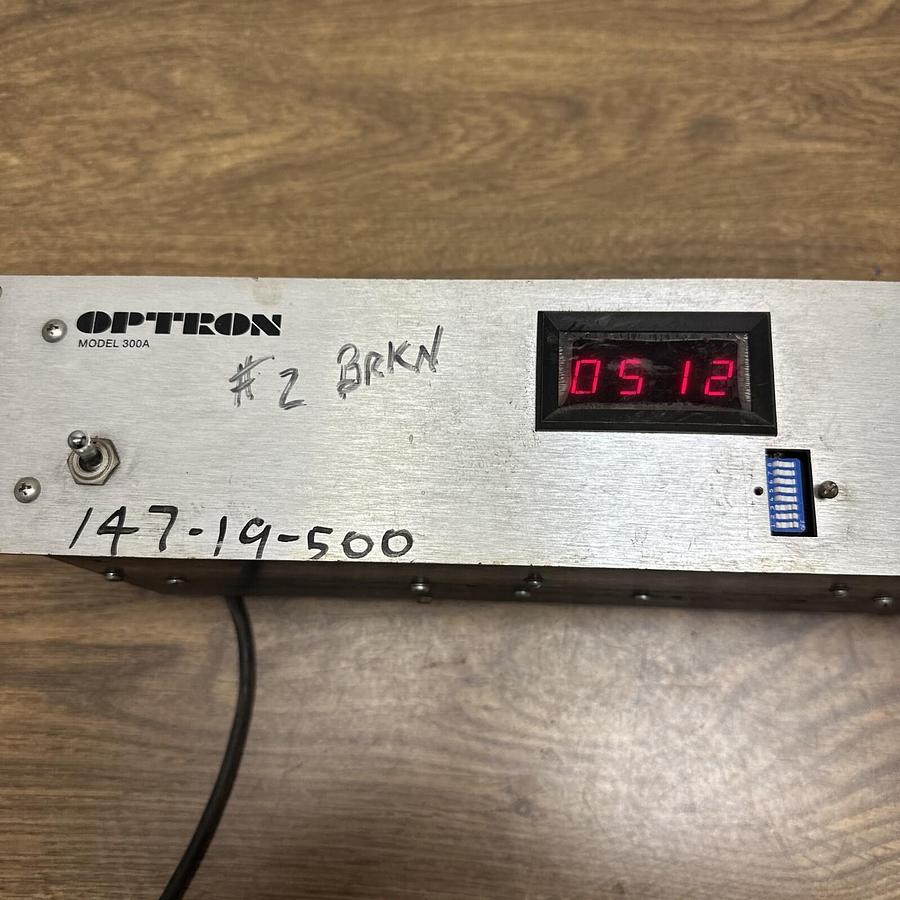 OPTRON
MODEL 300A
#2 BRKN
0512
147-19-500